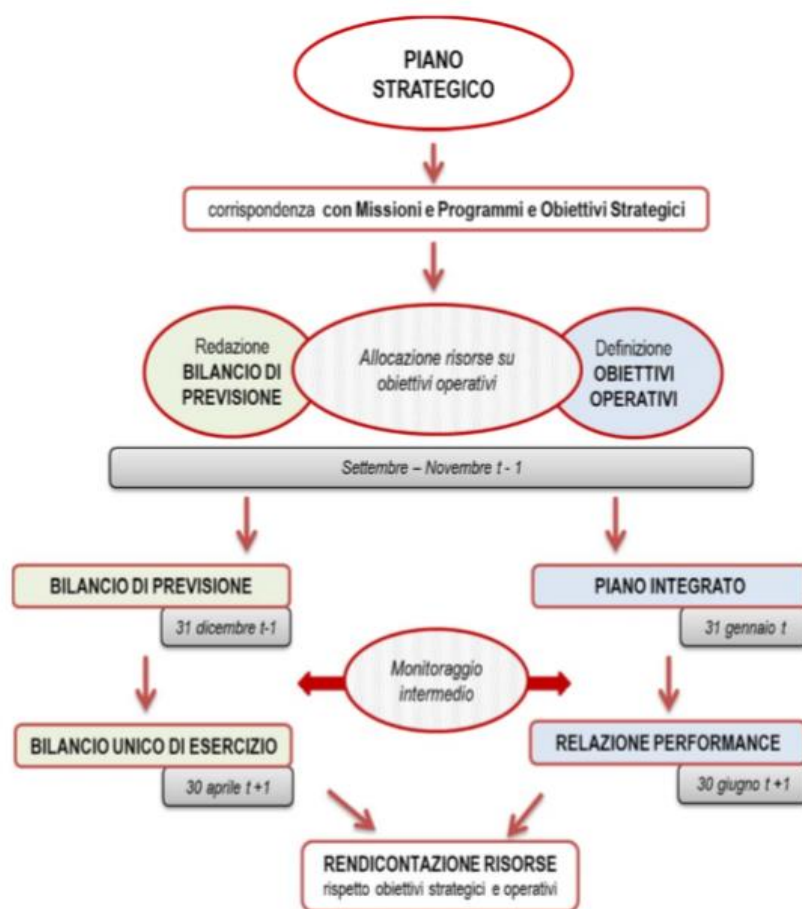 PIANO
STRATEGICO
corrispondenza con Missioni e Programmi e Obiettivi Strategici
Redazione
BILANCIO DI
PREVISIONE
Allocazione risorse su
obiettivi operativi
Definizione
OBIETTIVI
OPERATIVI
Settembre – Novembre t - 1
BILANCIO DI PREVISIONE
31 dicembre t-1
PIANO INTEGRATO
31 gennaio t
Monitoraggio
intermedio
BILANCIO UNICO DI ESERCIZIO
30 aprile t +1
RELAZIONE PERFORMANCE
30 giugno t +1
RENDICONTAZIONE RISORSE
rispetto obiettivi strategici e operativi